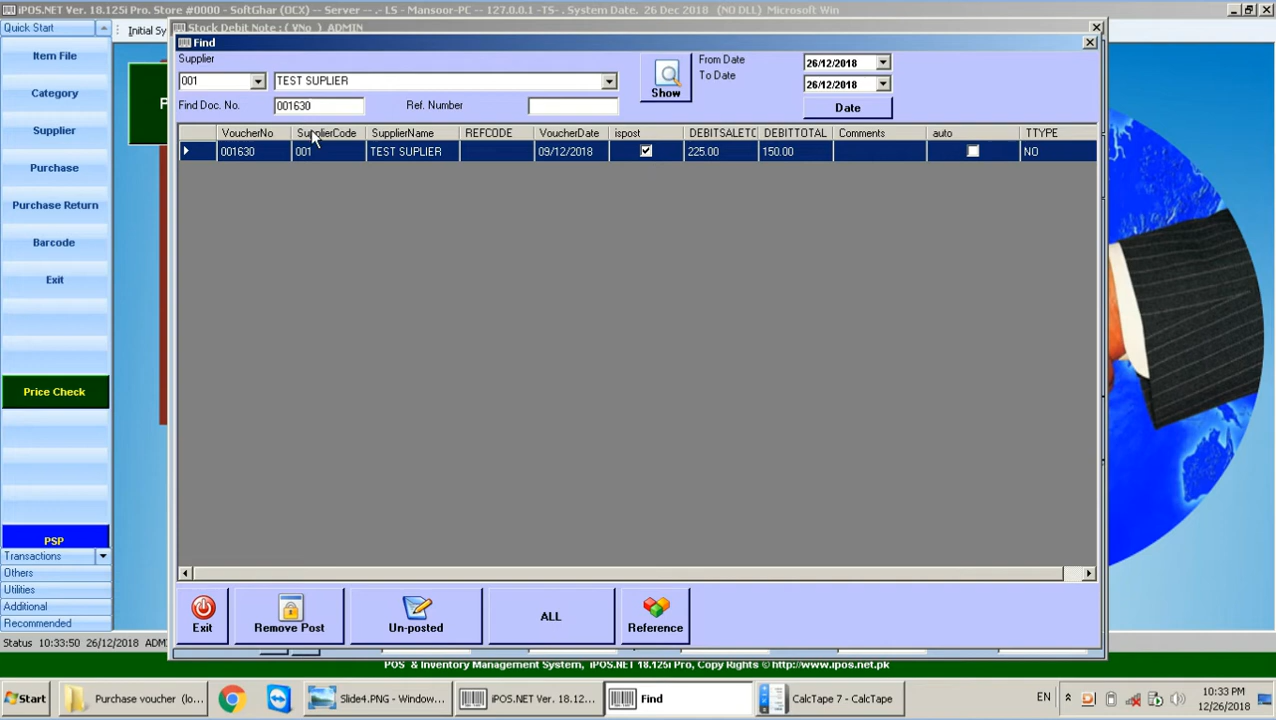 iPOS.NET Ver. 18.125i Pro. Store #0000 - SoftGhar (OCX) -- Server -- .- LS - Mansoor-PC -- 127.0.0.1 -TS- . System Date. 26 Dec 2018 (NO DLL) Microsoft Win
Quick Start
Initial Sy
Item File
Category
Supplier
Purchase
Purchase Return
Barcode
Exit
Price Check
PSP
Transactions
Others
Utilities
Additional
Recommended
Stock Debit Note : ( VNo ) ADMIN
Find
Supplier
001 TEST SUPLIER
Find Doc. No. 001630 Ref. Number
Show
From Date 26/12/2018
To Date 26/12/2018
Date
VoucherNo SupplierCode SupplierName REFCODE VoucherDate ispost DEBITSALETC DEBITTOTAL Comments auto TTYPE
001630 001 TEST SUPLIER 09/12/2018 225.00 150.00 NO
Exit Remove Post Un-posted ALL Reference
Status 10:33:50 26/12/2018 ADM
POS & Inventory Management System, iPOS.NET 18.125i Pro, Copy Rights © http://www.ipos.net.pk
Start Purchase voucher (lo... Slide4.PNG - Window... iPOS.NET Ver. 18.12... Find CalcTape 7 - CalcTape EN 10:33 PM
12/26/2018